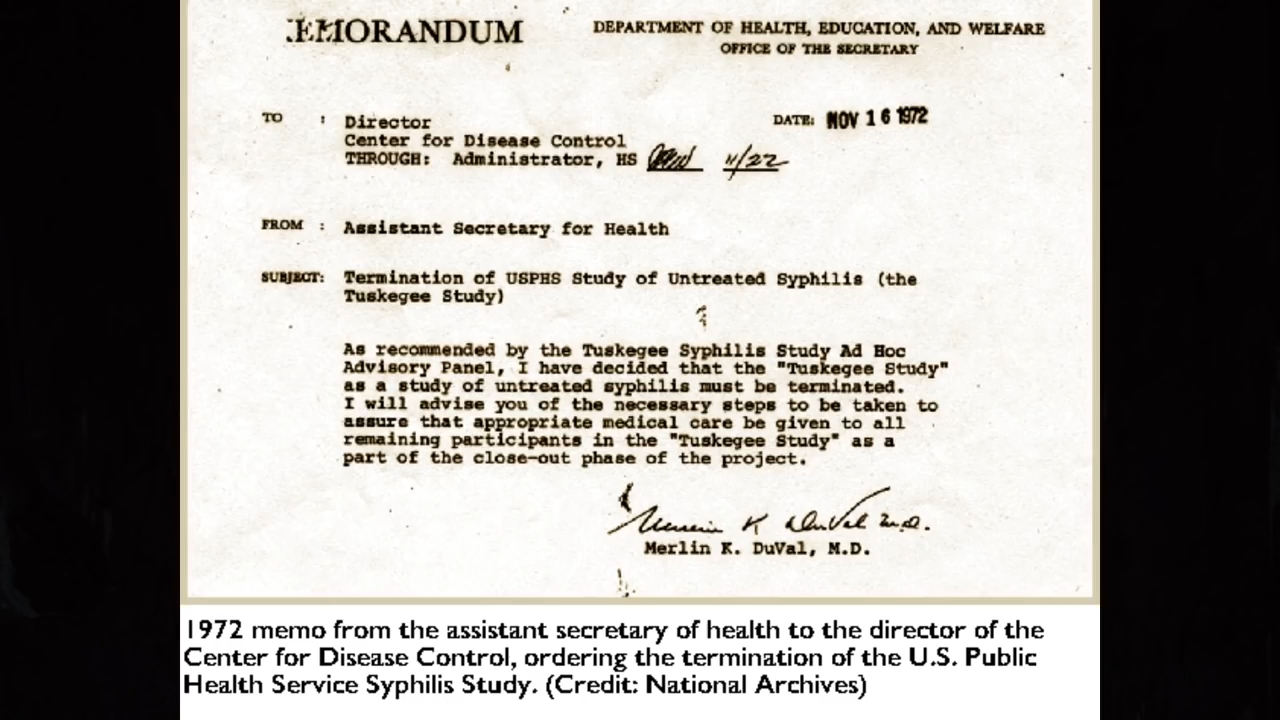 MEMORANDUM
DEPARTMENT OF HEALTH, EDUCATION, AND WELFARE
OFFICE OF THE SECRETARY
TO : Director
DATE: NOV 16 1972
Center for Disease Control
THROUGH: Administrator, HS 11/22
FROM : Assistant Secretary for Health
SUBJECT: Termination of USPHS Study of Untreated Syphilis (the
Tuskegee Study)
As recommended by the Tuskegee Syphilis Study Ad Hoc
Advisory Panel, I have decided that the "Tuskegee Study"
as a study of untreated syphilis must be terminated.
I will advise you of the necessary steps to be taken to
assure that appropriate medical care be given to all
remaining participants in the "Tuskegee Study" as a
part of the close-out phase of the project.
Merlin K DuVal M.D.
Merlin K. DuVal, M.D.
1972 memo from the assistant secretary of health to the director of the
Center for Disease Control, ordering the termination of the U.S. Public
Health Service Syphilis Study. (Credit: National Archives)